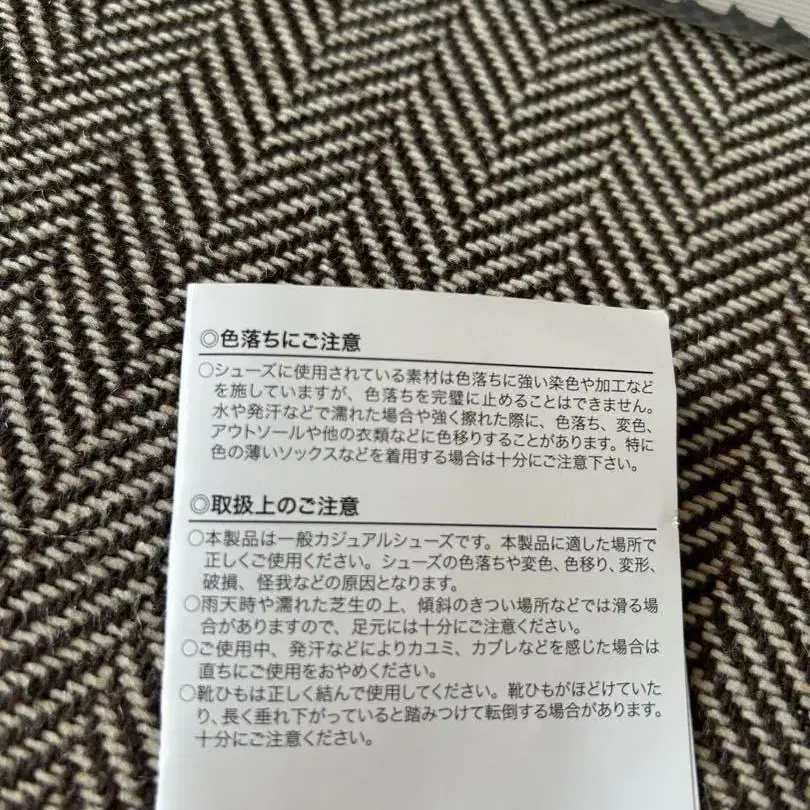 ◎色落ちにご注意
○シューズに使用されている素材は色落ちに強い染色や加工など
を施していますが、色落ちを完璧に止めることはできません。
水や発汗などで濡れた場合や強く擦れた際に、色落ち、変色、
アウトソールや他の衣類などに色移りすることがあります。特に
色の薄いソックスなどを着用する場合は十分にご注意下さい。
◎取扱上のご注意
○本製品は一般カジュアルシューズです。本製品に適した場所で
正しくご使用ください。シューズの色落ちや変色、色移り、変形、
破損、怪我などの原因となります。
○雨天時や濡れた芝生の上、傾斜のきつい場所などでは滑る場
合がありますので、足元には十分にご注意ください。
○ご使用中、発汗などによりカユミ、カブレなどを感じた場合は
直ちにご使用をおやめください。
○靴ひもは正しく結んで使用してください。靴ひもがほどけていた
り、長く垂れ下がっていると踏みつけて転倒する場合があります。
十分にご注意ください。